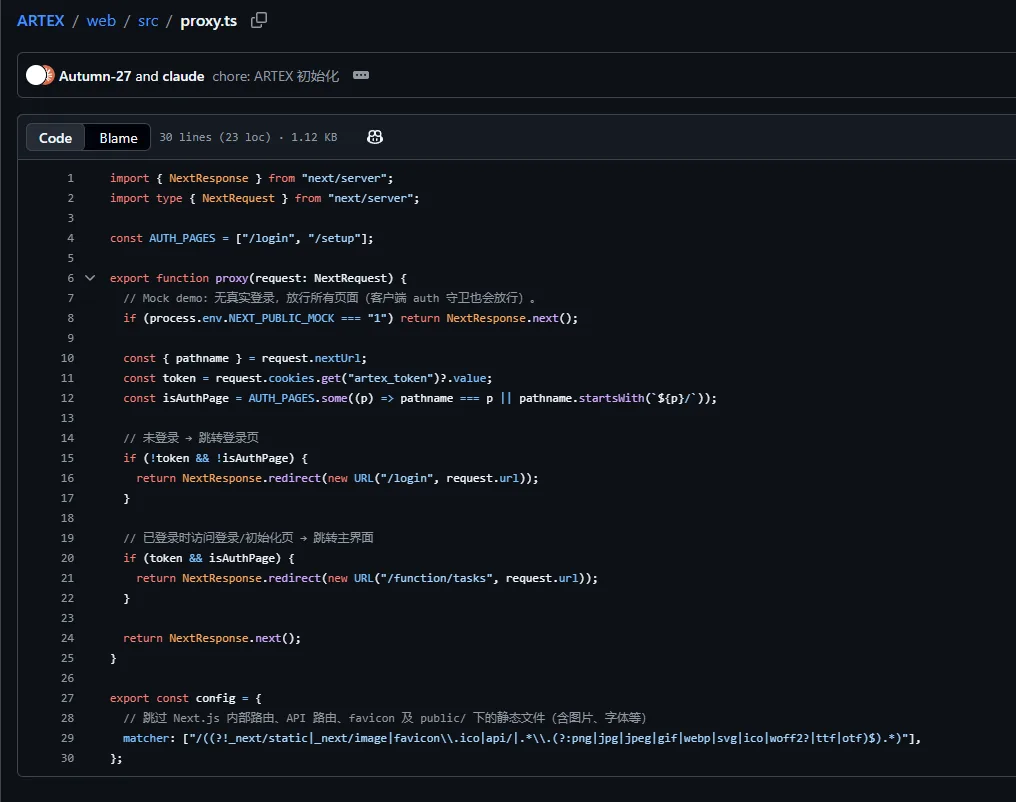 ARTEX / web / src / proxy.ts
Autumn-27 and claude chore: ARTEX 初始化
Code Blame 30 lines (23 loc) · 1.12 KB
1 import { NextResponse } from "next/server";
2 import type { NextRequest } from "next/server";
3
4 const AUTH_PAGES = ["/login", "/setup"];
5
6 export function proxy(request: NextRequest) {
7 // Mock demo: 无真实登录，放行所有页面（客户端 auth 守卫也会放行）。
8 if (process.env.NEXT_PUBLIC_MOCK === "1") return NextResponse.next();
9
10 const { pathname } = request.nextUrl;
11 const token = request.cookies.get("artex_token")?.value;
12 const isAuthPage = AUTH_PAGES.some((p) => pathname === p || pathname.startsWith(`${p}/`));
13
14 // 未登录 → 跳转登录页
15 if (!token && !isAuthPage) {
16 return NextResponse.redirect(new URL("/login", request.url));
17 }
18
19 // 已登录时访问登录/初始化页 → 跳转主界面
20 if (token && isAuthPage) {
21 return NextResponse.redirect(new URL("/function/tasks", request.url));
22 }
23
24 return NextResponse.next();
25 }
26
27 export const config = {
28 // 跳过 Next.js 内部路由、API 路由、favicon 及 public/ 下的静态文件（含图片、字体等）
29 matcher: ["/((?!_next/static|_next/image|favicon\\.ico|api/|.*\\.(?:png|jpg|jpeg|gif|webp|svg|ico|woff2?|ttf|otf)$).*)"],
30 };